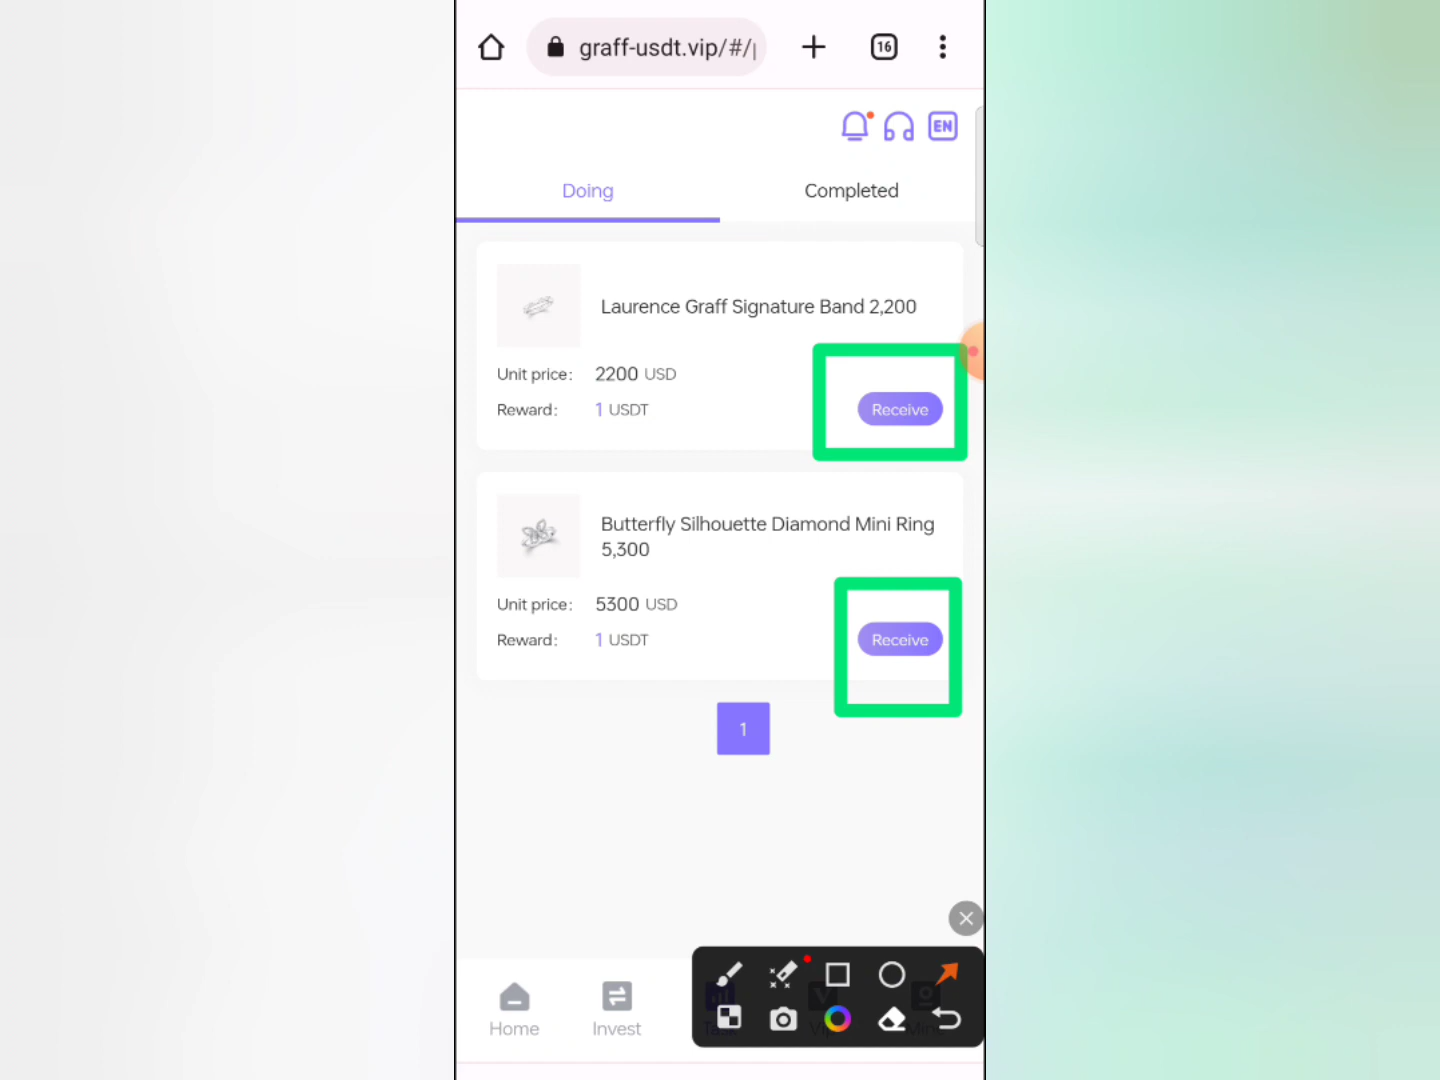 graff-usdt.vip/#/
16
EN
Doing
Completed
Laurence Graff Signature Band 2,200
Unit price: 2200 USD
Reward: 1 USDT
Receive
Butterfly Silhouette Diamond Mini Ring
5,300
Unit price: 5300 USD
Reward: 1 USDT
Receive
1
Home
Invest